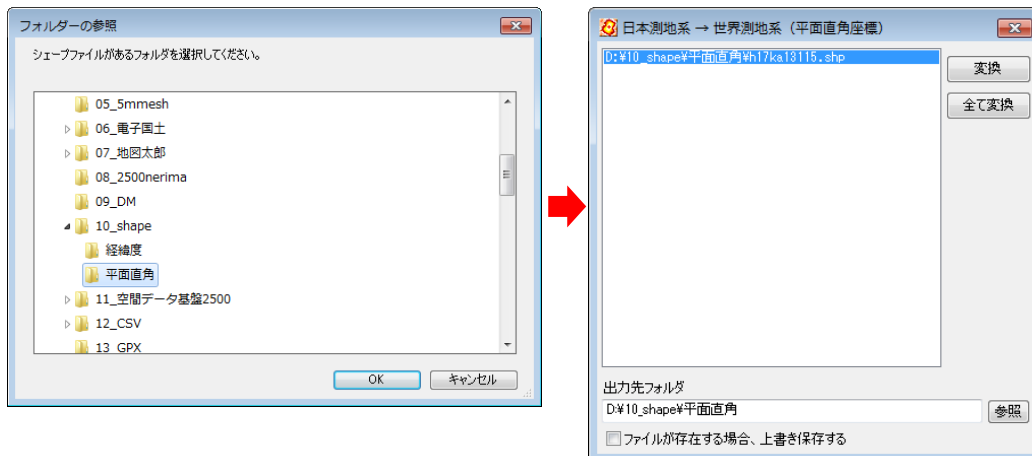 フォルダーの参照
シェープファイルがあるフォルダを選択してください。
05_5mmesh
06_電子国土
07_地図太郎
08_2500nerima
09_DM
10_shape
経緯度
平面直角
11_空間データ基盤2500
12_CSV
13_GPX
OK
キャンセル
日本測地系 → 世界測地系（平面直角座標）
D:¥10_shape¥平面直角¥h17ka13115.shp
変換
全て変換
出力先フォルダ
D:¥10_shape¥平面直角
参照
ファイルが存在する場合、上書き保存する